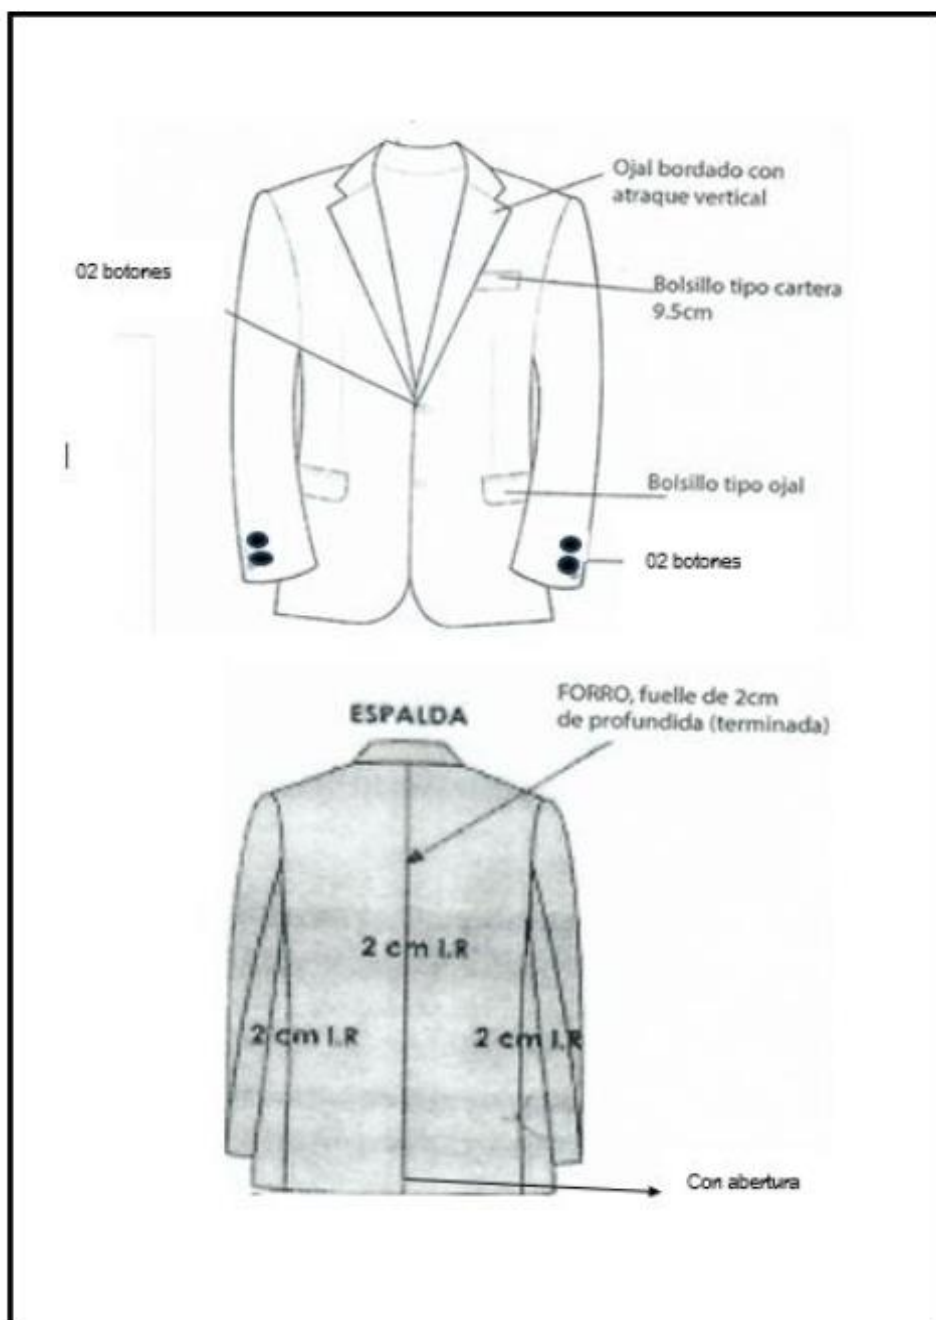 Ojal bordado con
atraque vertical
02 botones
Bolsillo tipo cartera
9.5cm
Bolsillo tipo ojal
02 botones
FORRO, fuelle de 2cm
de profundida (terminada)
ESPALDA
2 cm I.R
2 cm I.R
2 cm I.R
Con abertura